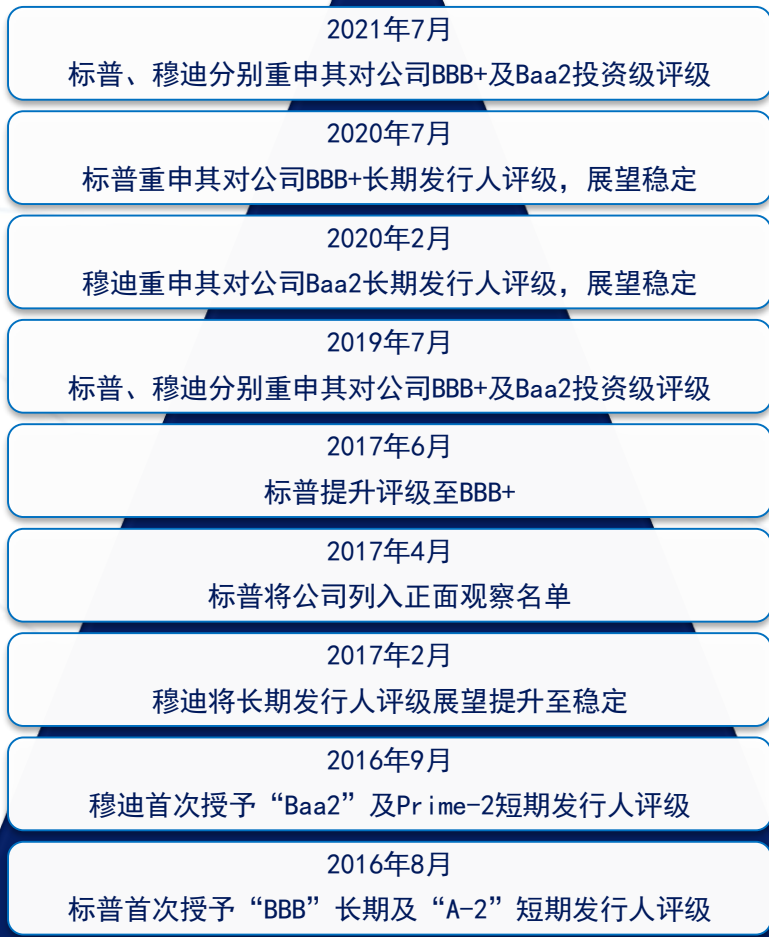 2021年7月
标普、穆迪分别重申其对公司BBB+及Baa2投资级评级
2020年7月
标普重申其对公司BBB+长期发行人评级，展望稳定
2020年2月
穆迪重申其对公司Baa2长期发行人评级，展望稳定
2019年7月
标普、穆迪分别重申其对公司BBB+及Baa2投资级评级
2017年6月
标普提升评级至BBB+
2017年4月
标普将公司列入正面观察名单
2017年2月
穆迪将长期发行人评级展望提升至稳定
2016年9月
穆迪首次授予“Baa2”及Prime-2短期发行人评级
2016年8月
标普首次授予“BBB”长期及“A-2”短期发行人评级